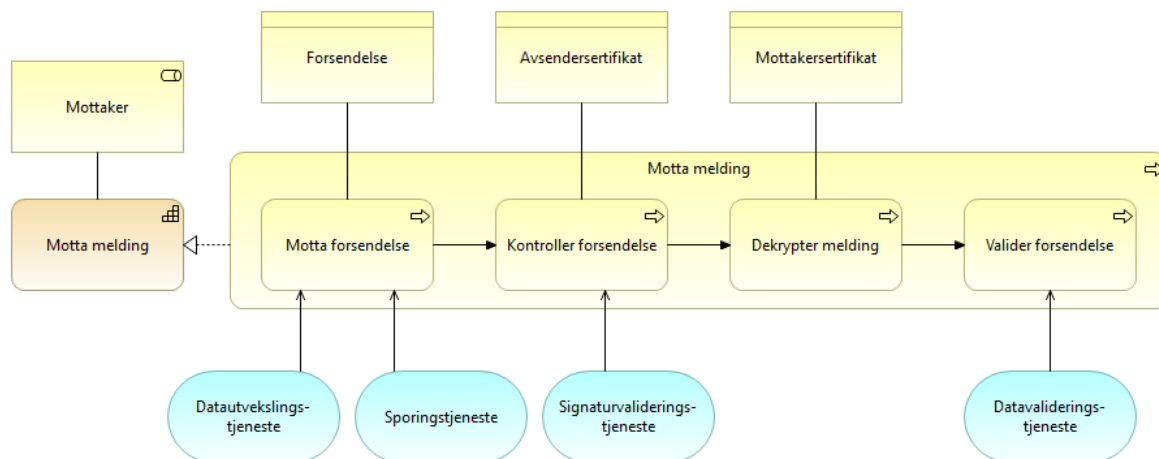 Forsendelse
Avsendersertifikat
Mottakersertifikat
Mottaker
Motta melding
Motta melding
Motta forsendelse
Kontroller forsendelse
Dekrypter melding
Valider forsendelse
Datautvekslings-
tjeneste
Sporingstjeneste
Signaturvaliderings-
tjeneste
Datavaliderings-
tjeneste